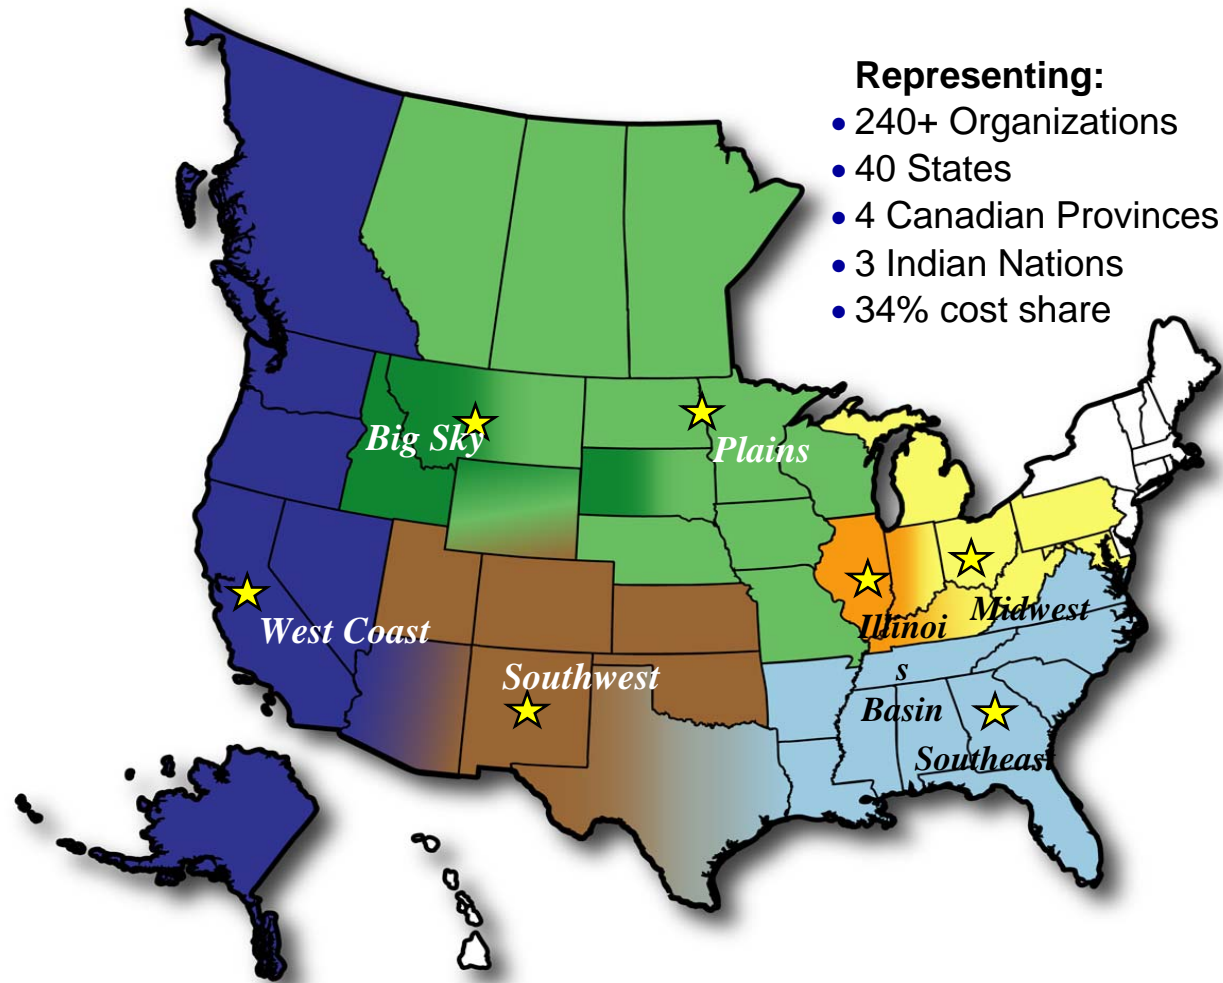 Representing:
• 240+ Organizations
• 40 States
• 4 Canadian Provinces
• 3 Indian Nations
• 34% cost share
Big Sky
Plains
West Coast
Southwest
Illinoi
s
Basin
Midwest
Southeast